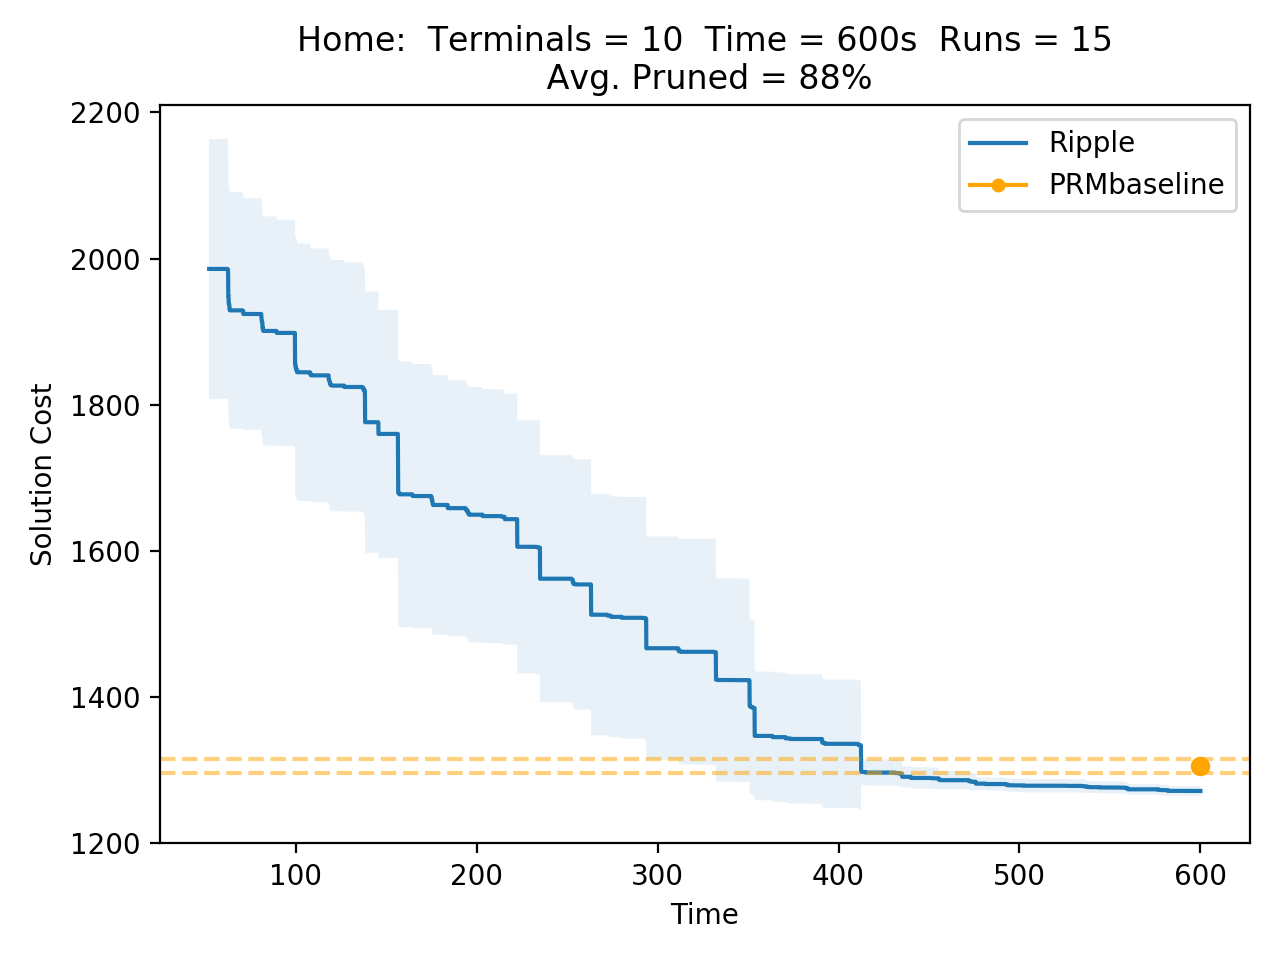 Home:  Terminals = 10  Time = 600s  Runs = 15
Avg. Pruned = 88%
Ripple
PRMbaseline
Solution Cost
2200
2000
1800
1600
1400
1200
100 200 300 400 500 600
Time